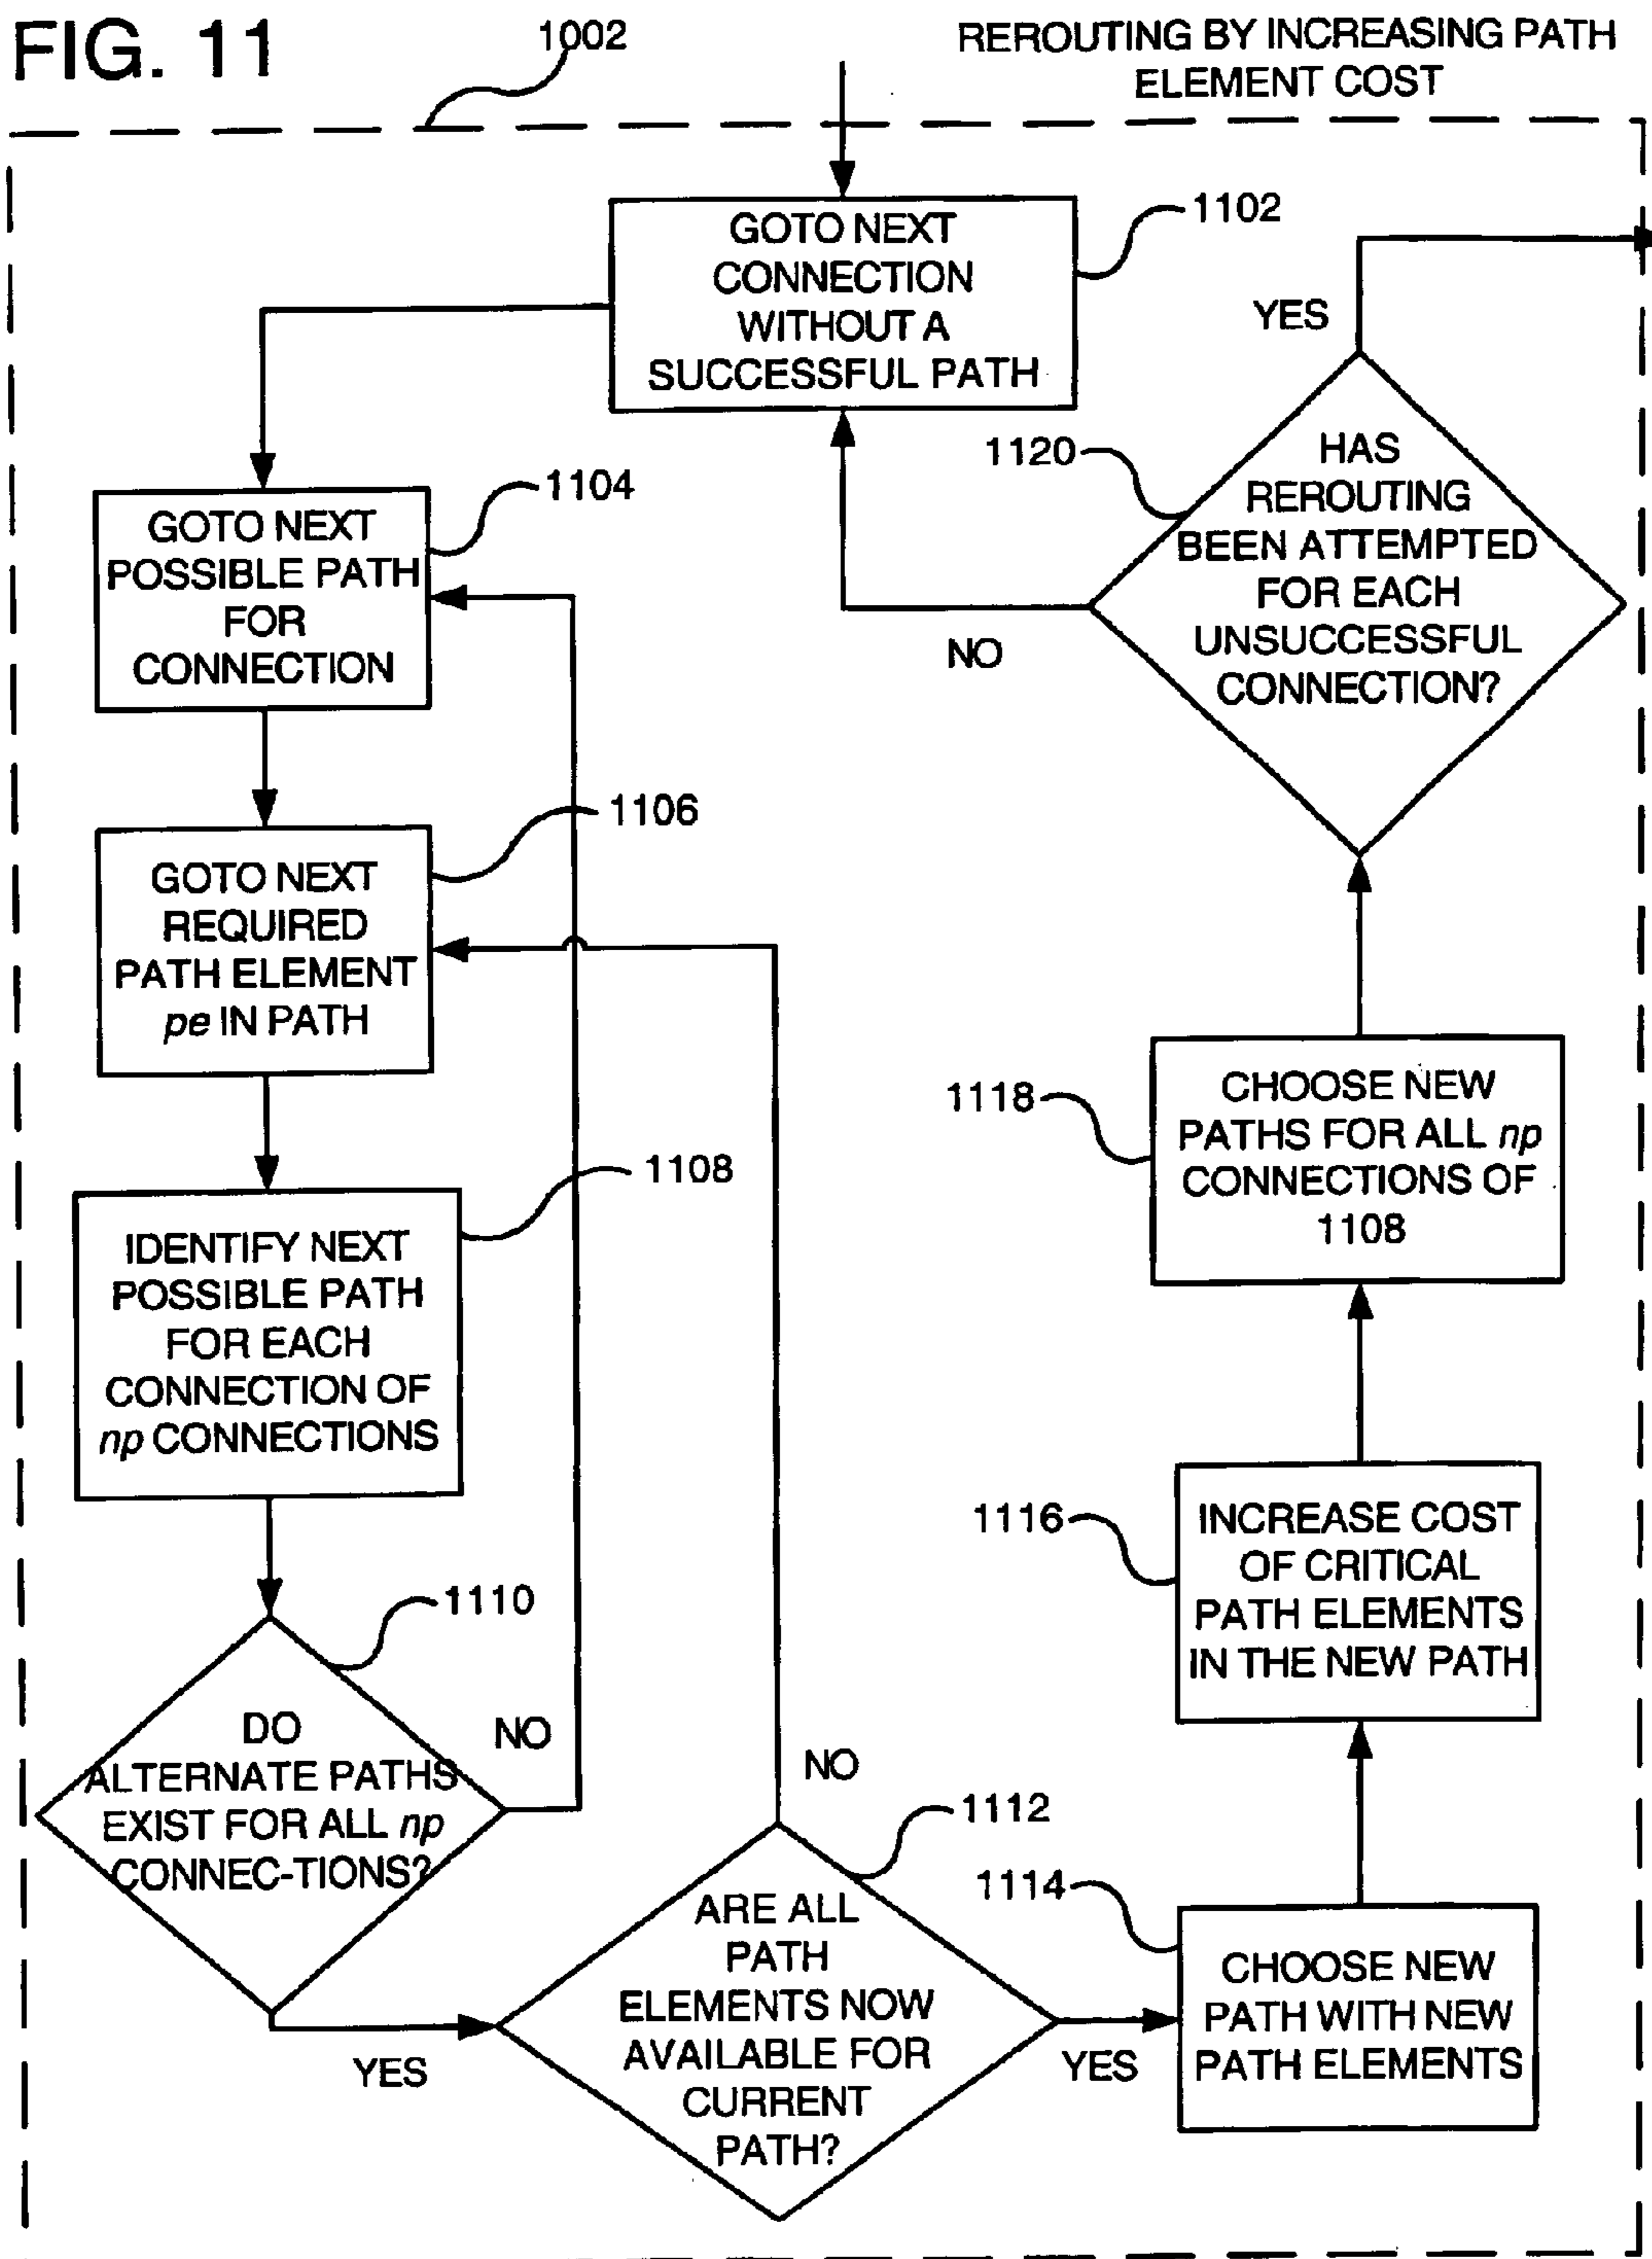 FIG. 11
1002
REROUTING BY INCREASING PATH
ELEMENT COST
GOTO NEXT
CONNECTION
WITHOUT A
SUCCESSFUL PATH
1102
YES
1120
HAS
REROUTING
BEEN ATTEMPTED
FOR EACH
UNSUCCESSFUL
CONNECTION?
NO
1104
GOTO NEXT
POSSIBLE PATH
FOR
CONNECTION
1106
GOTO NEXT
REQUIRED
PATH ELEMENT
pe IN PATH
1108
IDENTIFY NEXT
POSSIBLE PATH
FOR EACH
CONNECTION OF
np CONNECTIONS
1110
DO
ALTERNATE PATHS
EXIST FOR ALL np
CONNEC-TIONS?
NO
YES
NO
1112
ARE ALL
PATH
ELEMENTS NOW
AVAILABLE FOR
CURRENT
PATH?
YES
1114
CHOOSE NEW
PATH WITH NEW
PATH ELEMENTS
1116
INCREASE COST
OF CRITICAL
PATH ELEMENTS
IN THE NEW PATH
1118
CHOOSE NEW
PATHS FOR ALL np
CONNECTIONS OF
1108